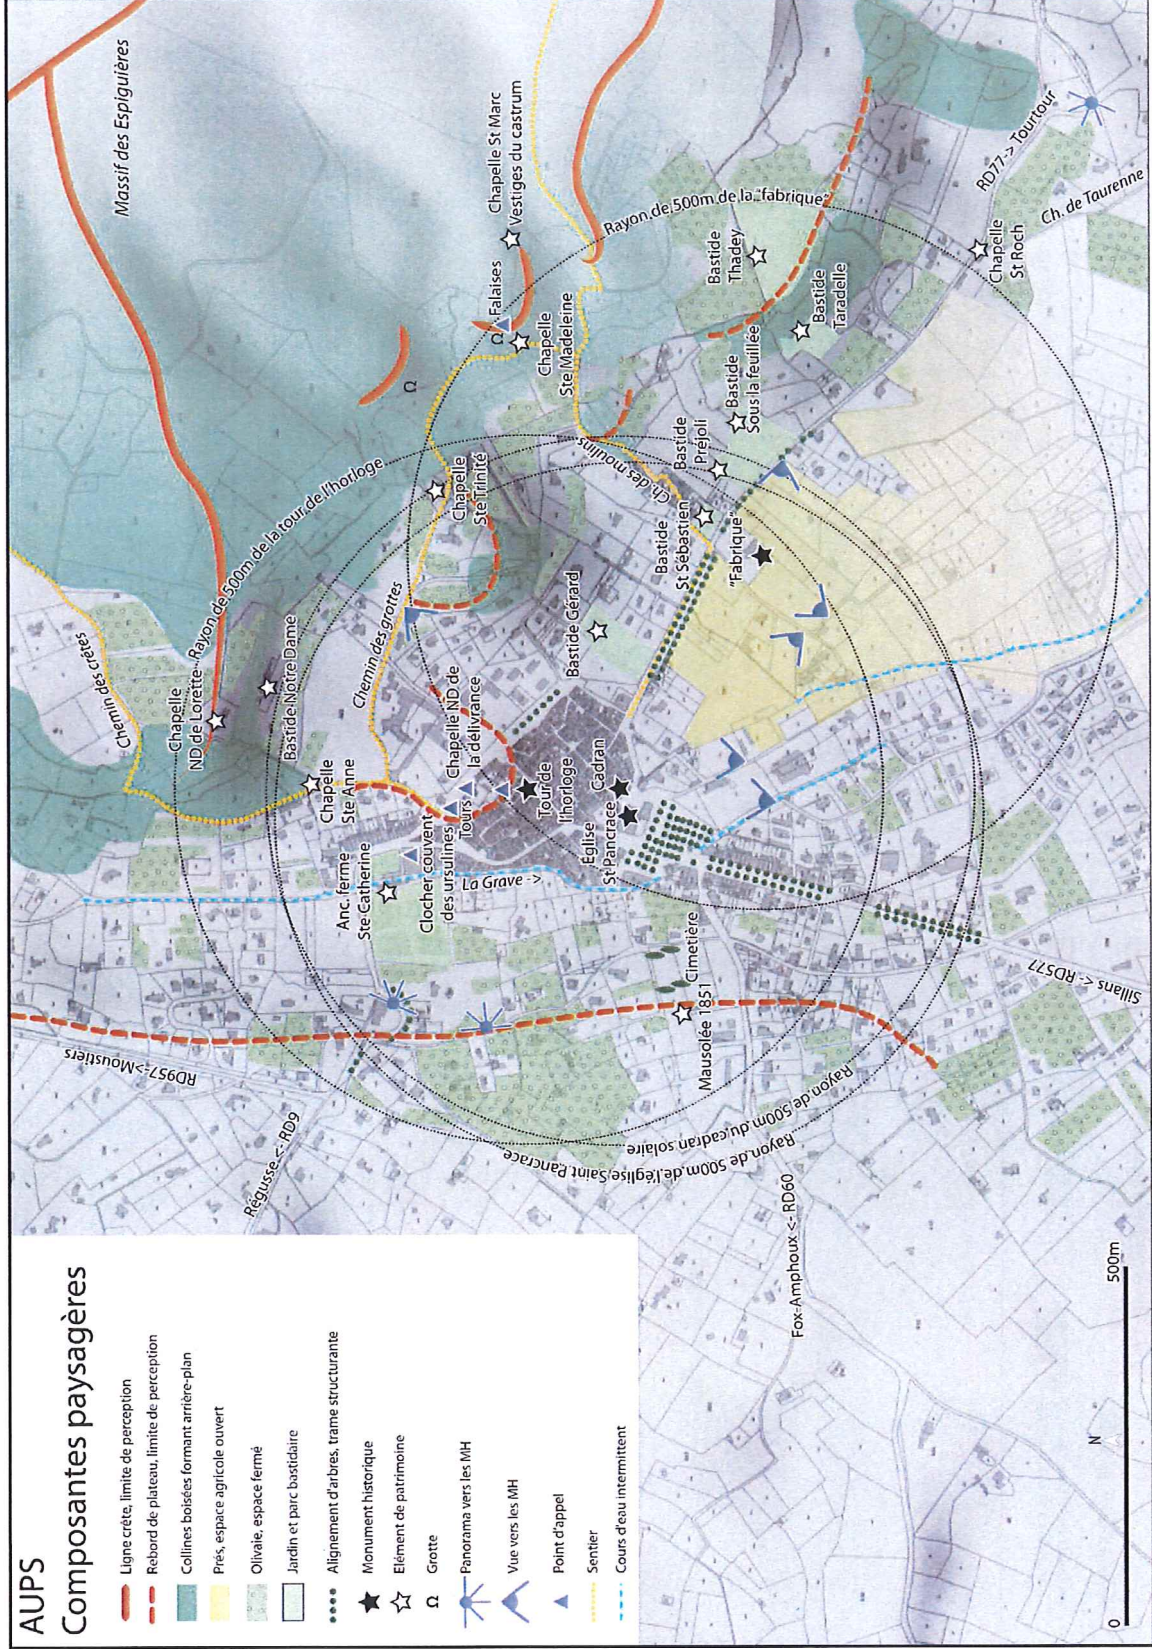 AUPS
Composantes paysagères
Ligne crête, limite de perception
Rebord de plateau, limite de perception
Collines boisées formant arrière-plan
Prés, espace agricole ouvert
Olivaie, espace fermé
Jardin et parc bastidaire
Alignement d'arbres, trame structurante
Monument historique
Elément de patrimoine
Grotte
Panorama vers les MH
Vue vers les MH
Point d'appel
Sentier
Cours d'eau intermittent
N
0
500m
Massif des Espiguières
Chemin des crêtes
Chapelle
ND de Lorette
Rayon de 500m de la tour de l'horloge
Bastide Notre Dame
Chapelle
Ste Anne
Chemin des grottes
Chapelle
Ste Trinité
Falaises
Chapelle St Marc
Vestiges du castrum
Chapelle
Ste Madeleine
Rayon de 500m de la "fabrique"
Bastide
Thadey
Bastide
Taradelle
Bastide
Sous la feuillée
Bastide
Préjoli
Ch. des moulins
Bastide
St Sébastien
"Fabrique"
Bastide Gérard
Chapelle ND de
la délivrance
Tours
Tour de
l'horloge
Cadran
Eglise
St Pancrace
Clocher couvent
des ursulines
Anc. ferme
Ste Catherine
La Grave ->
Cimetière
Mausolée 1851
RD957->Moustiers
Régusse <- RD9
Rayon de 500m de l'église Saint Pancrace
Rayon de 500m du cadran solaire
Fox-Amphoux <- RD60
Sillans <- RD577
RD77-> Tourtour
Ch. de Taurenne
Chapelle
St Roch
Ω
Ω
Ω